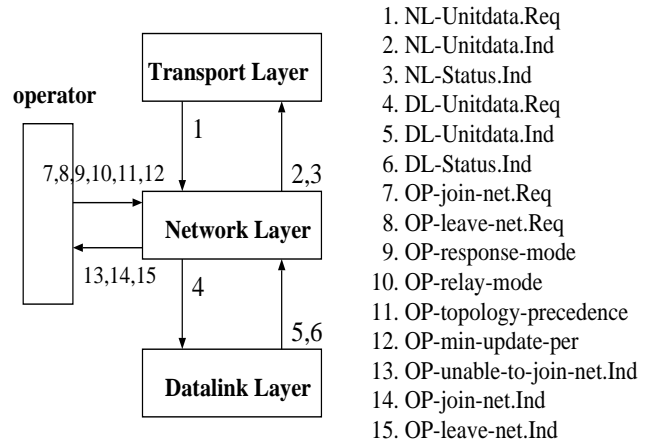 Transport Layer
operator
1
7,8,9,10,11,12
2,3
Network Layer
13,14,15
4
5,6
Datalink Layer
1. NL-Unitdata.Req
2. NL-Unitdata.Ind
3. NL-Status.Ind
4. DL-Unitdata.Req
5. DL-Unitdata.Ind
6. DL-Status.Ind
7. OP-join-net.Req
8. OP-leave-net.Req
9. OP-response-mode
10. OP-relay-mode
11. OP-topology-precedence
12. OP-min-update-per
13. OP-unable-to-join-net.Ind
14. OP-join-net.Ind
15. OP-leave-net.Ind